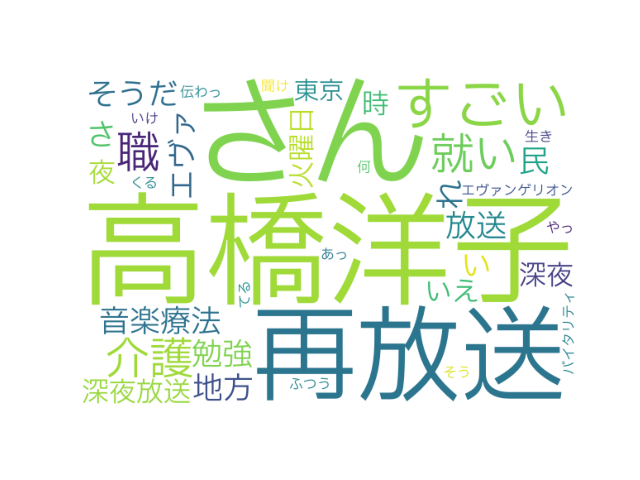 そうだ
伝わっ
聞け
東京
すごい
さん
時
いけ
さ
職
エヴァ
火曜日
就い
生き
民
夜
くる
何
れ
エヴァンゲリオン
高橋洋子
放送
やっ
あっ
い
深夜
てる
いえ
音楽療法
再放送
バイタリティ
介護
勉強
そう
深夜放送
地方
ふつう